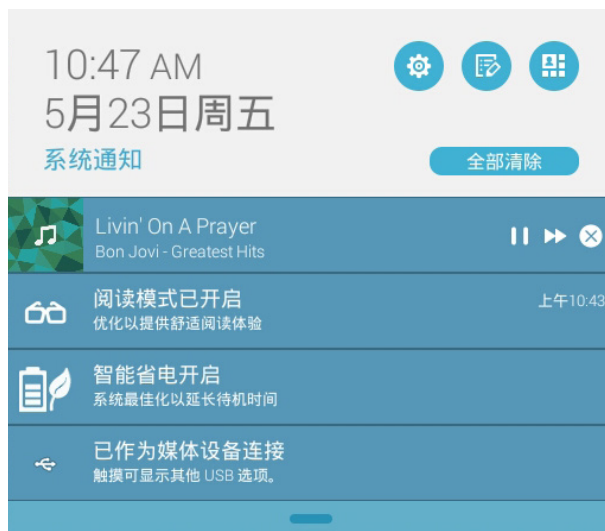 10:47 AM
5月23日周五
系统通知
全部清除
Livin' On A Prayer
Bon Jovi - Greatest Hits
阅读模式已开启
上午10:43
优化以提供舒适阅读体验
智能省电开启
系统最佳化以延长待机时间
已作为媒体设备连接
触摸可显示其他 USB 选项。